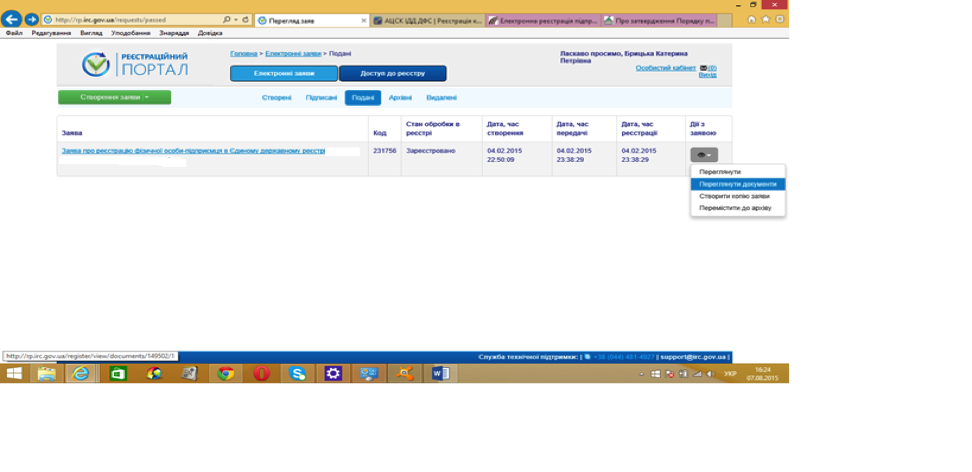 http://rp.irc.gov.ua/requests/passed
Перегляд заяв
АЦСК ІДД ДФС | Реєстрація к...
Електронна реєстрація підпр...
Про затвердження Порядку п...
Файл Редагування Вигляд Уподобання Знаряддя Довідка
РЕЄСТРАЦІЙНИЙ
ПОРТАЛ
Головна > Електронні заяви > Подані
Електронні заяви Доступ до реєстру
Ласкаво просимо, Брицька Катерина
Петрівна
Особистий кабінет (0)
Вихід
Створення заяви
Створені Підписані Подані Архівні Видалені
Заява Код Стан обробки в реєстрі Дата, час створення Дата, час передачі Дата, час реєстрації Дії з заявою
Заява про реєстрацію фізичної особи-підприємця в Єдиному державному реєстрі 231756 Зареєстровано 04.02.2015 22:50:09 04.02.2015 23:38:29 04.02.2015 23:38:29
Переглянути
Переглянути документи
Створити копію заяви
Перемістити до архіву
http://rp.irc.gov.ua/register/view/documents/149502/1
Служба технічної підтримки: | +38 (044) 481-4927 | support@irc.gov.ua |
УКР
16:24
07.08.2015